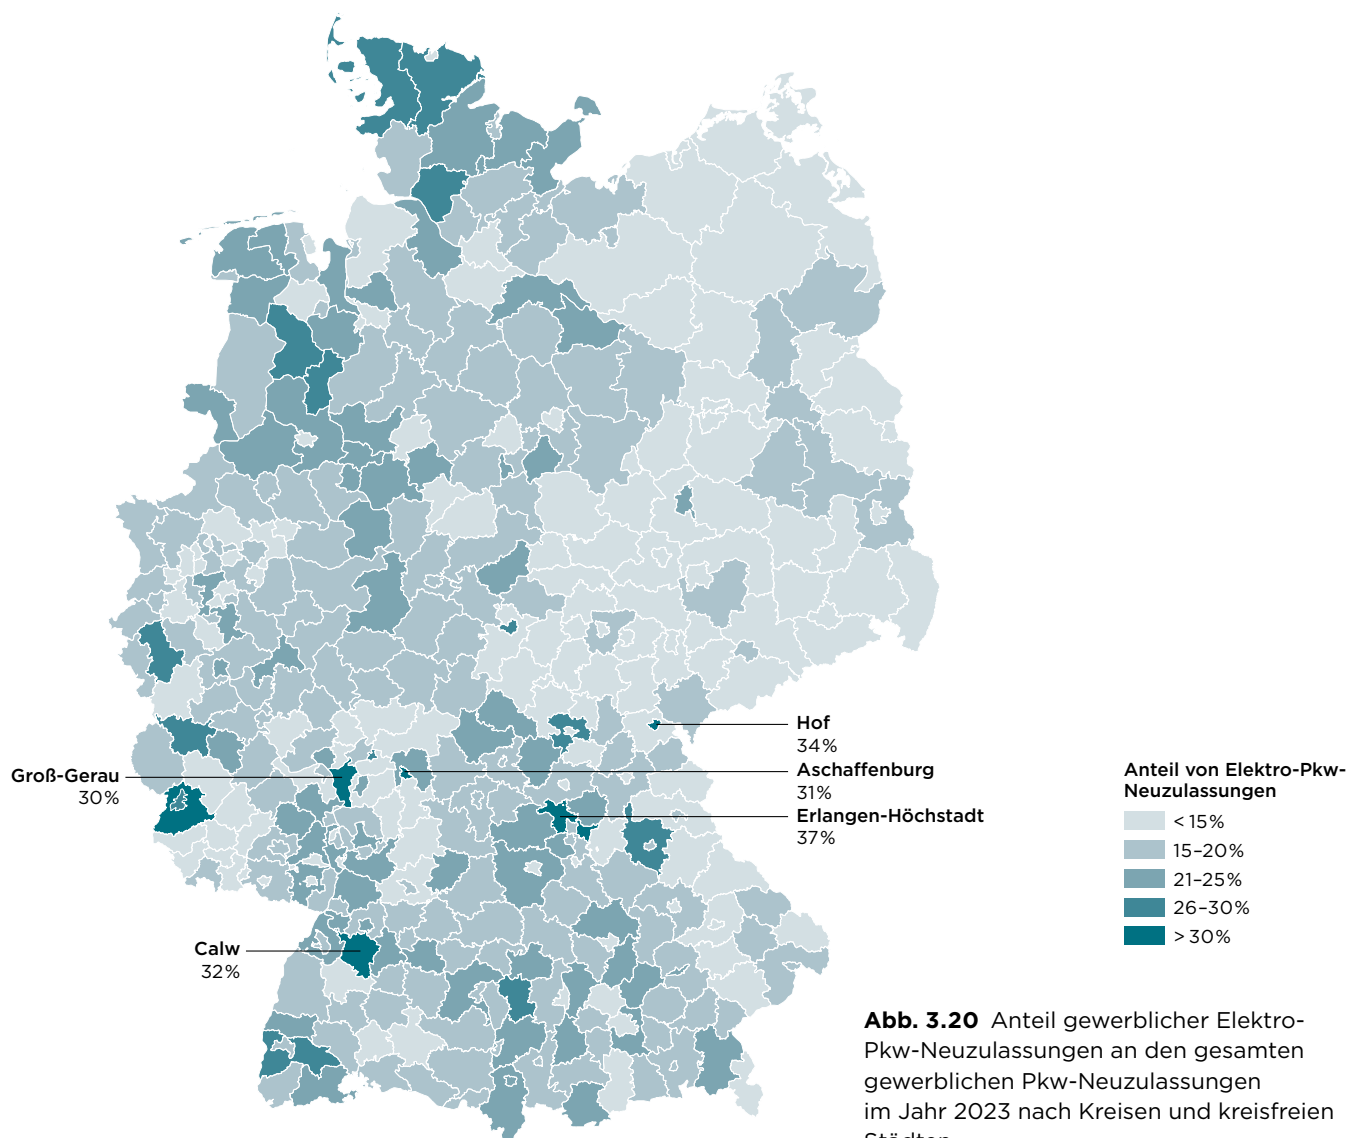 Hof
34%
Groß-Gerau
30%
Aschaffenburg
31%
Erlangen-Höchstadt
37%
Calw
32%
Anteil von Elektro-Pkw-
Neuzulassungen
< 15%
15–20%
21–25%
26–30%
> 30%
Abb. 3.20 Anteil gewerblicher Elektro-
Pkw-Neuzulassungen an den gesamten
gewerblichen Pkw-Neuzulassungen
im Jahr 2023 nach Kreisen und kreisfreien
Städten